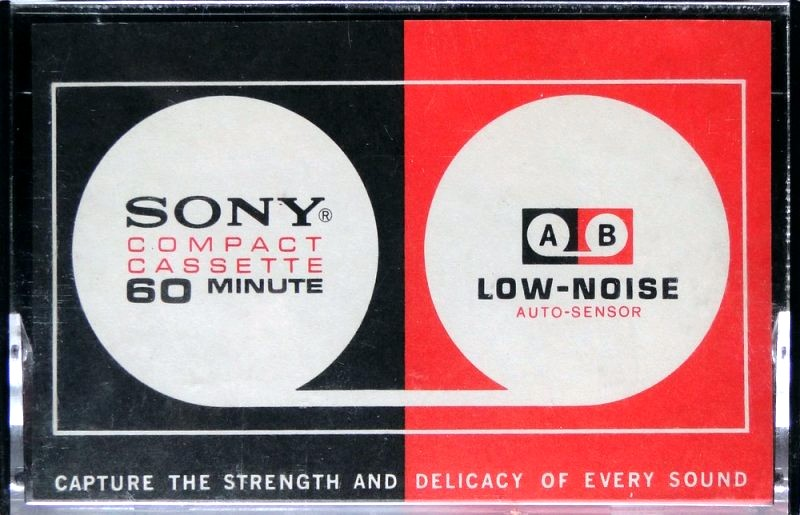 SONY®
COMPACT
CASSETTE
60 MINUTE
A B
LOW-NOISE
AUTO-SENSOR
CAPTURE THE STRENGTH AND DELICACY OF EVERY SOUND